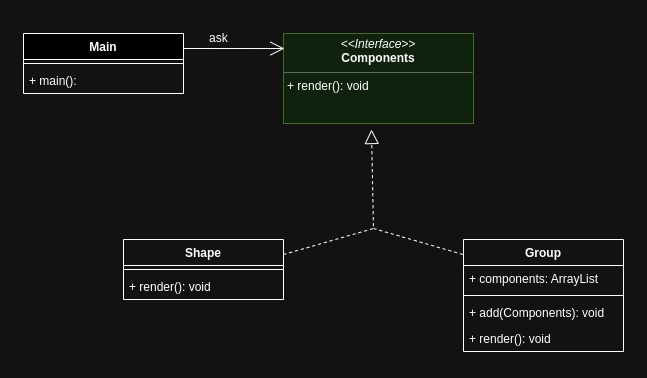 ask
Main
+ main():
<<Interface>>
Components
+ render(): void
Shape
+ render(): void
Group
+ components: ArrayList
+ add(Components): void
+ render(): void